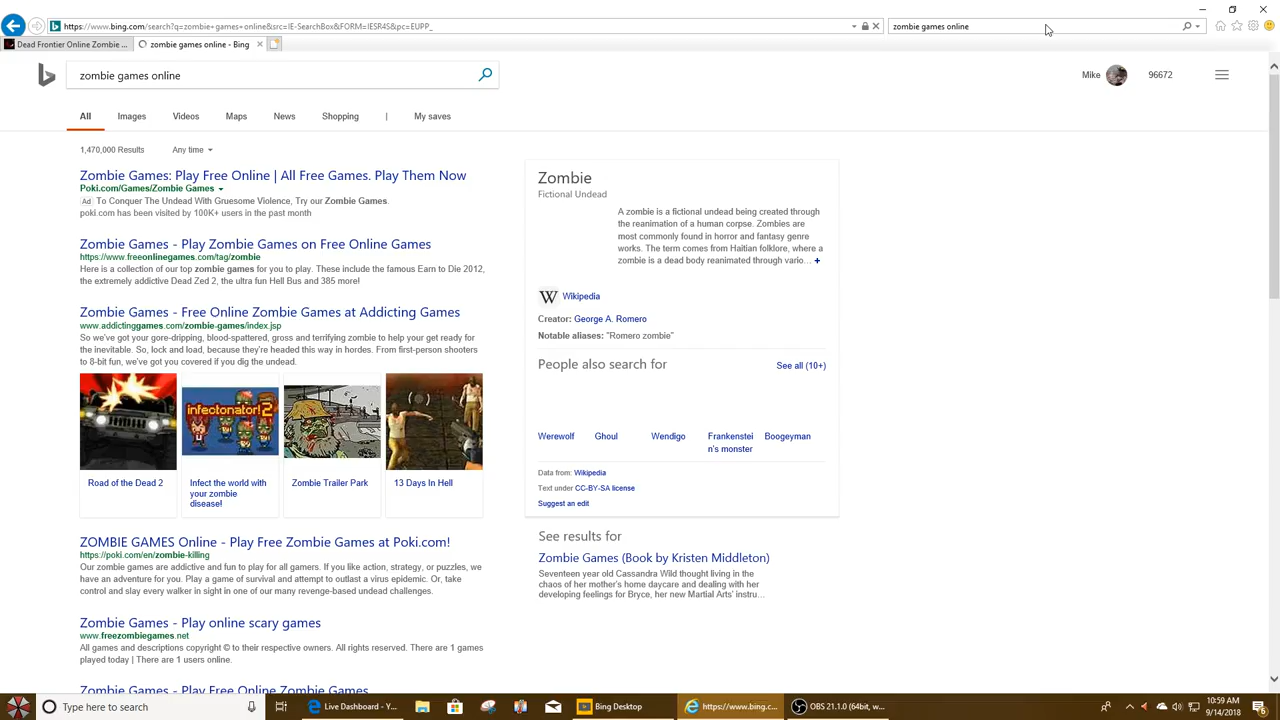 https://www.bing.com/search?q=zombie+games+online&src=IE-SearchBox&FORM=IESR4S&pc=EUPP_
zombie games online
Dead Frontier Online Zombie ...
zombie games online - Bing
zombie games online
Mike
96672
All
Images
Videos
Maps
News
Shopping
|
My saves
1,470,000 Results
Any time
Zombie Games: Play Free Online | All Free Games. Play Them Now
Poki.com/Games/Zombie Games
Ad To Conquer The Undead With Gruesome Violence, Try our Zombie Games.
poki.com has been visited by 100K+ users in the past month
Zombie Games - Play Zombie Games on Free Online Games
https://www.freeonlinegames.com/tag/zombie
Here is a collection of our top zombie games for you to play. These include the famous Earn to Die 2012,
the extremely addictive Dead Zed 2, the ultra fun Hell Bus and 385 more!
Zombie Games - Free Online Zombie Games at Addicting Games
www.addictinggames.com/zombie-games/index.jsp
So we've got your gore-dripping, blood-spattered, gross and terrifying zombie to help your get ready for
the inevitable. So, lock and load, because they're headed this way in hordes. From first-person shooters
to 8-bit fun, we've got you covered if you dig the undead.
infectonator! 2
Road of the Dead 2
Infect the world with
your zombie
disease!
Zombie Trailer Park
13 Days In Hell
ZOMBIE GAMES Online - Play Free Zombie Games at Poki.com!
https://poki.com/en/zombie-killing
Our zombie games are addictive and fun to play for all gamers. If you like action, strategy, or puzzles, we
have an adventure for you. Play a game of survival and attempt to outlast a virus epidemic. Or, take
control and slay every walker in sight in one of our many revenge-based undead challenges.
Zombie Games - Play online scary games
www.freezombiegames.net
All games and descriptions copyright © to their respective owners. All rights reserved. There are 1 games
played today | There are 1 users online.
Zombie Games - Play Free Online Zombie Games
Zombie
Fictional Undead
A zombie is a fictional undead being created through
the reanimation of a human corpse. Zombies are
most commonly found in horror and fantasy genre
works. The term comes from Haitian folklore, where a
zombie is a dead body reanimated through vario... +
W Wikipedia
Creator: George A. Romero
Notable aliases: "Romero zombie"
People also search for
See all (10+)
Werewolf
Ghoul
Wendigo
Frankenstei
n's monster
Boogeyman
Data from: Wikipedia
Text under CC-BY-SA license
Suggest an edit
See results for
Zombie Games (Book by Kristen Middleton)
Seventeen year old Cassandra Wild thought living in the
chaos of her mother's home daycare and dealing with her
developing feelings for Bryce, her new Martial Arts' instru...
Type here to search
Live Dashboard - Y...
Bing Desktop
https://www.bing.c...
OBS 21.1.0 (64bit, w...
10:59 AM
9/14/2018
6